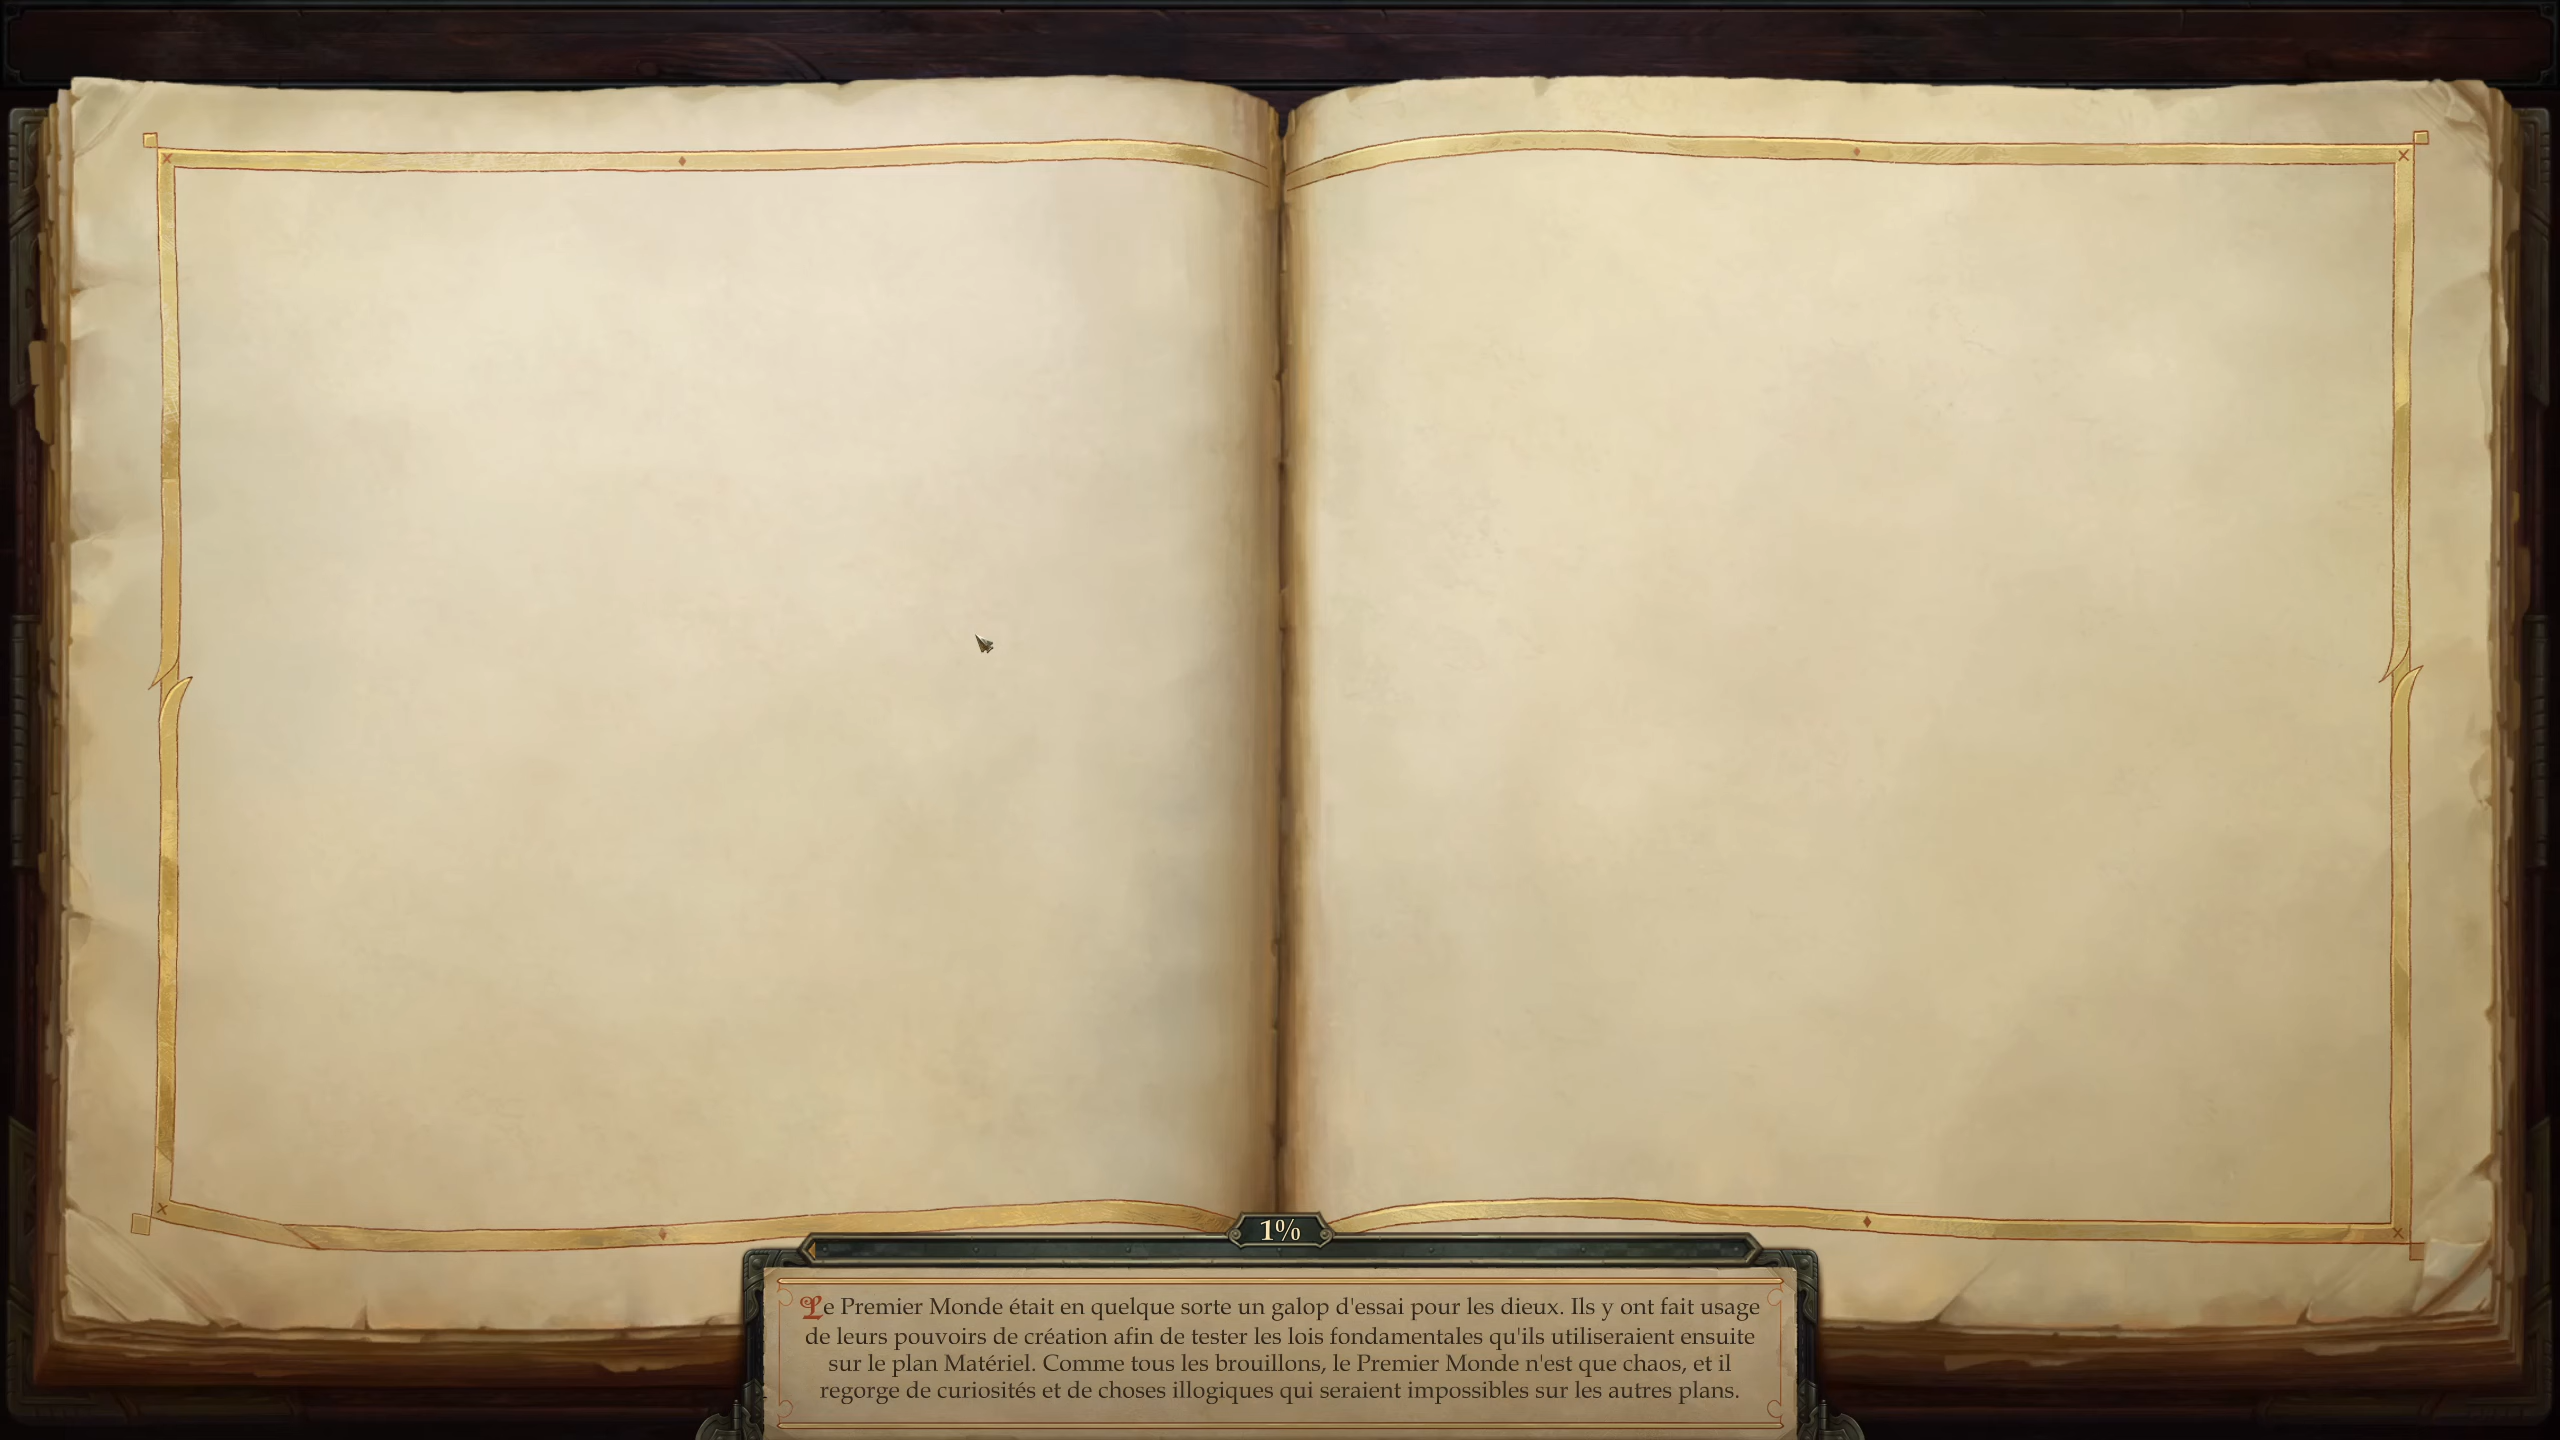 1%
Le Premier Monde était en quelque sorte un galop d'essai pour les dieux. Ils y ont fait usage
de leurs pouvoirs de création afin de tester les lois fondamentales qu'ils utiliseraient ensuite
sur le plan Matériel. Comme tous les brouillons, le Premier Monde n'est que chaos, et il
regorge de curiosités et de choses illogiques qui seraient impossibles sur les autres plans.